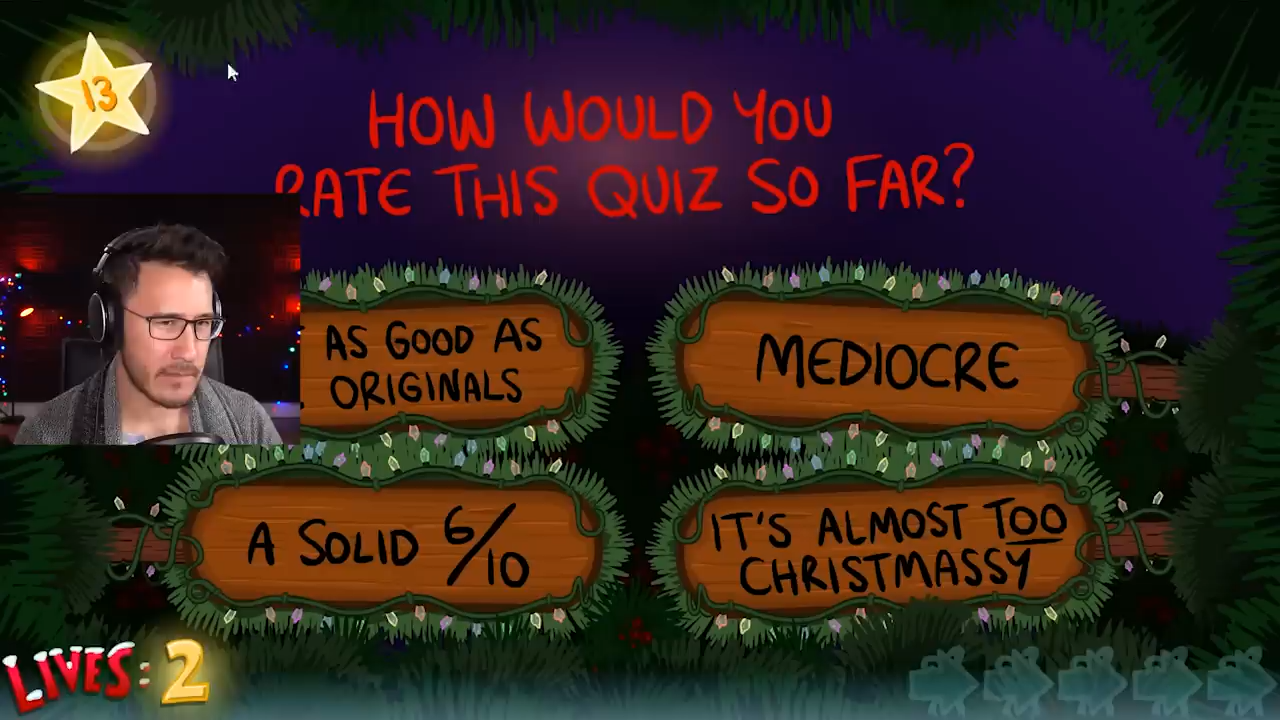 13
HOW WOULD YOU
RATE THIS QUIZ SO FAR?
AS GOOD AS
ORIGINALS
MEDIOCRE
A SOLID 6/10
IT'S ALMOST TOO
CHRISTMASSY
LIVES: 2